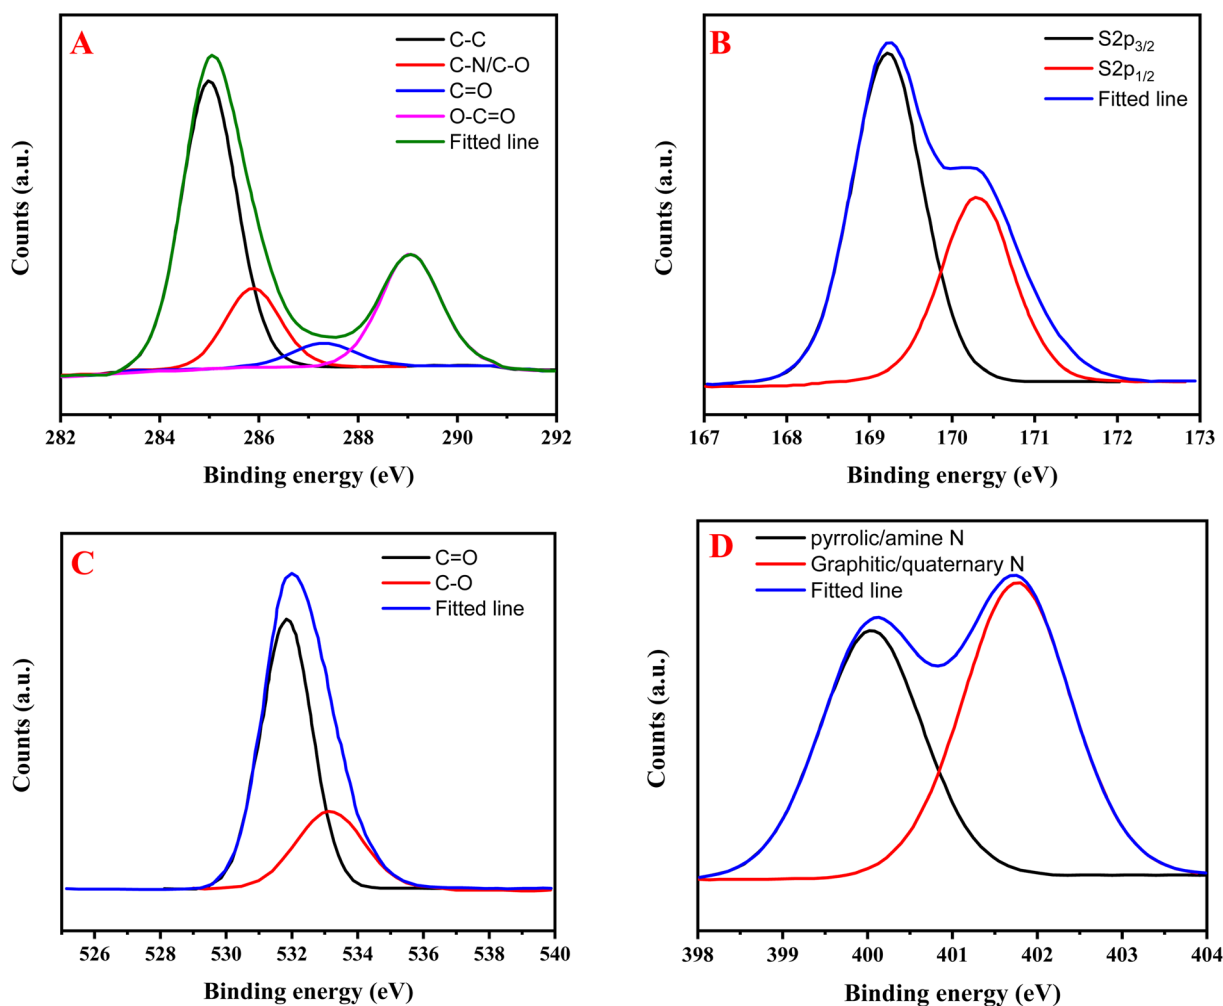 A
C-C
C-N/C-O
C=O
O-C=O
Fitted line
Counts (a.u.)
282 284 286 288 290 292
Binding energy (eV)
B
S2p3/2
S2p1/2
Fitted line
Counts (a.u.)
167 168 169 170 171 172 173
Binding energy (eV)
C
C=O
C-O
Fitted line
Counts (a.u.)
526 528 530 532 534 536 538 540
Binding energy (eV)
D
pyrrolic/amine N
Graphitic/quaternary N
Fitted line
Counts (a.u.)
398 399 400 401 402 403 404
Binding energy (eV)